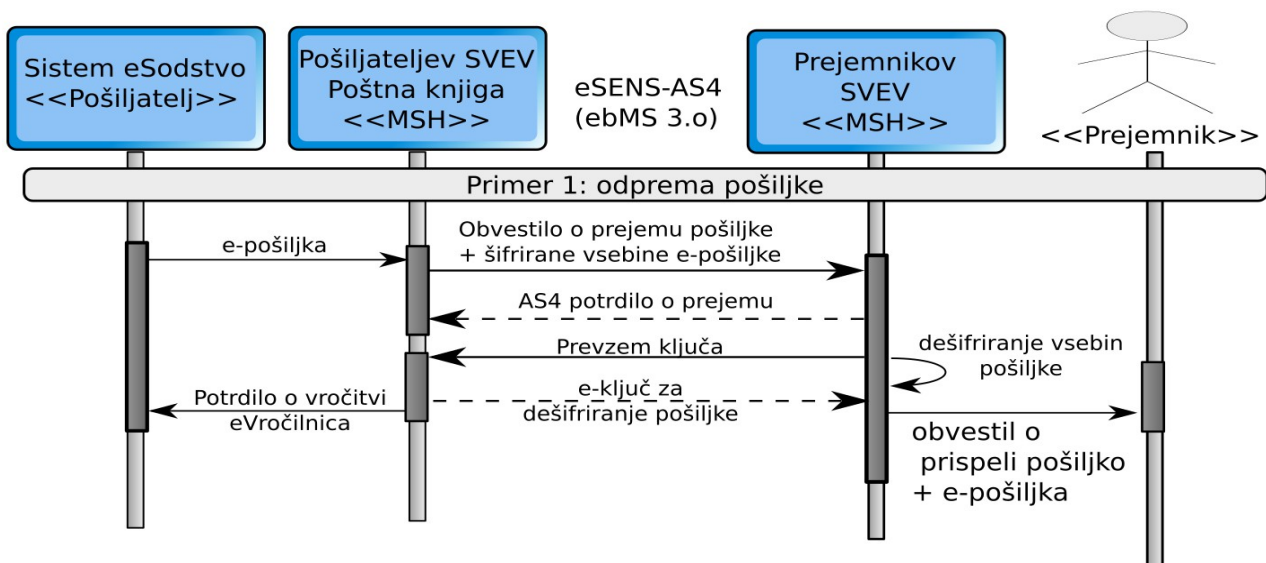 Sistem eSodstvo
<<Pošiljatelj>>
Pošiljateljev SVEV
Poštna knjiga
<<MSH>>
eSENS-AS4
(ebMS 3.o)
Prejemnikov
SVEV
<<MSH>>
<<Prejemnik>>
Primer 1: odprema pošiljke
e-pošiljka
Obvestilo o prejemu pošiljke
+ šifrirane vsebine e-pošiljke
AS4 potrdilo o prejemu
Prevzem ključa
dešifriranje vsebin
pošiljke
Potrdilo o vročitvi
eVročilnica
e-ključ za
dešifriranje pošiljke
obvestil o
prispeli pošiljko
+ e-pošiljka